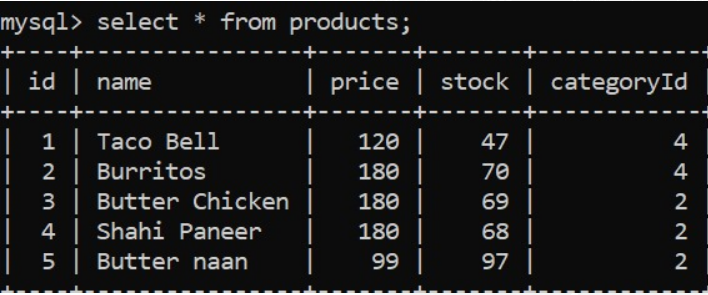 mysql> select * from products;
+----+----------------+-------+-------+------------+
| id | name           | price | stock | categoryId |
+----+----------------+-------+-------+------------+
|  1 | Taco Bell      |   120 |    47 |          4 |
|  2 | Burritos       |   180 |    70 |          4 |
|  3 | Butter Chicken |   180 |    69 |          2 |
|  4 | Shahi Paneer   |   180 |    68 |          2 |
|  5 | Butter naan    |    99 |    97 |          2 |
+----+----------------+-------+-------+------------+